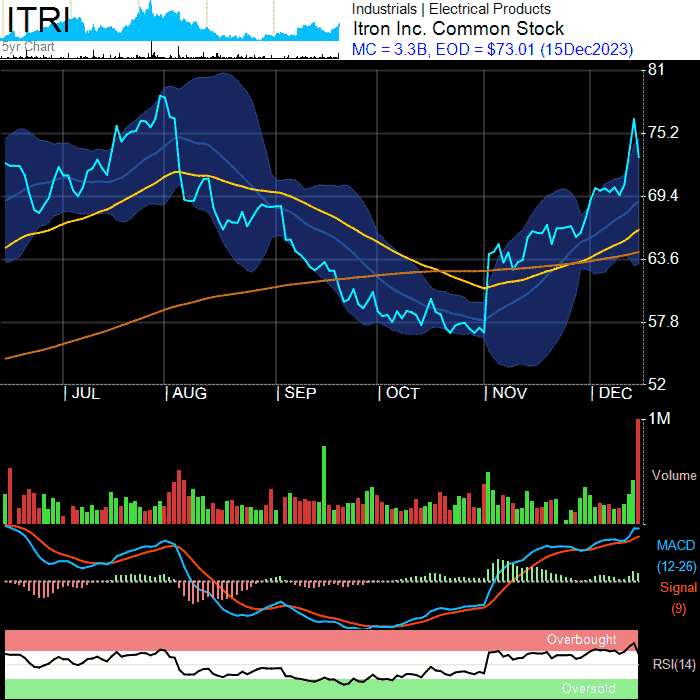 ITRI
5yr Chart
Industrials | Electrical Products
Itron Inc. Common Stock
MC = 3.3B, EOD = $73.01 (15Dec2023)
81
75.2
69.4
63.6
57.8
52
| JUL | AUG | SEP | OCT | NOV | DEC
1M
Volume
MACD
(12-26)
Signal
(9)
Overbought
RSI(14)
Oversold